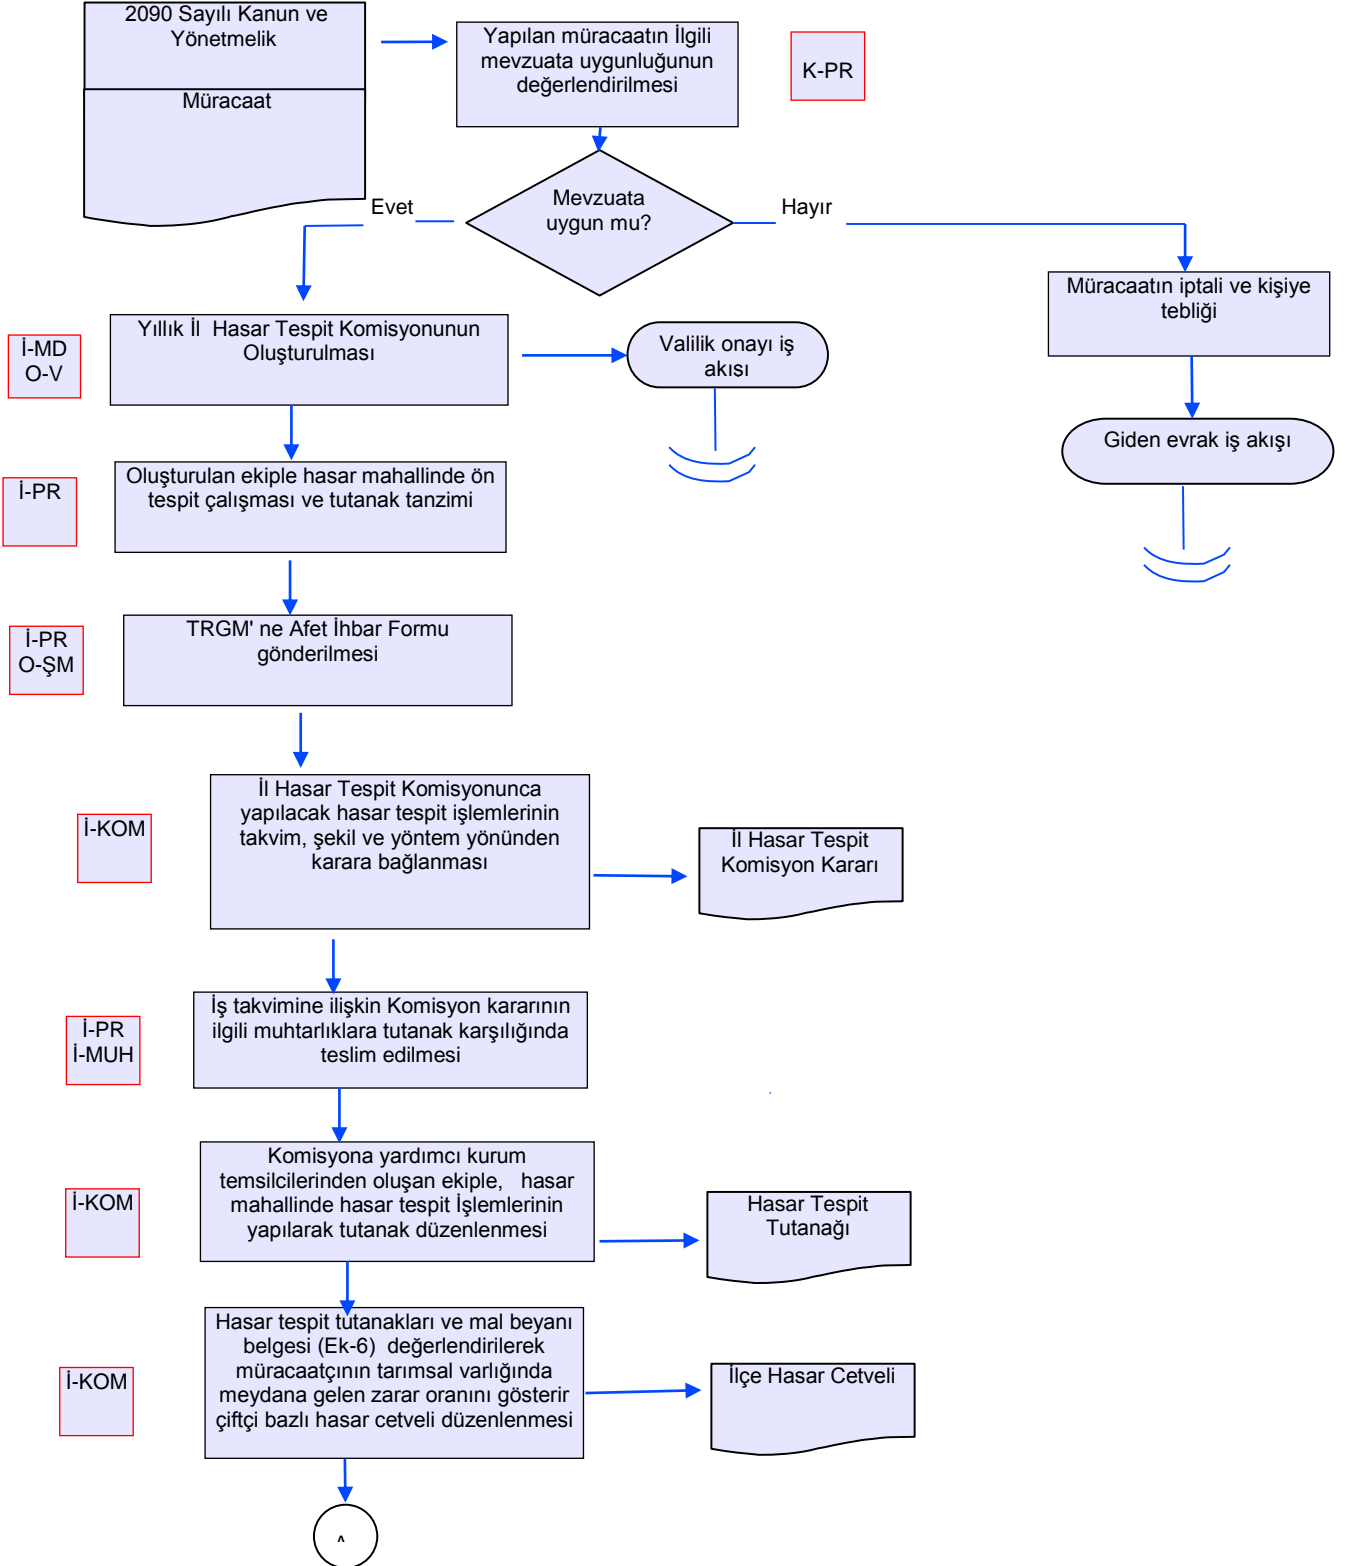 2090 Sayılı Kanun ve
Yönetmelik
Müracaat
Yapılan müracaatın İlgili
mevzuata uygunluğunun
değerlendirilmesi
K-PR
Mevzuata
uygun mu?
Evet
Hayır
Müracaatın iptali ve kişiye
tebliği
Giden evrak iş akışı
İ-MD
O-V
Yıllık İl Hasar Tespit Komisyonunun
Oluşturulması
Valilik onayı iş
akısı
İ-PR
Oluşturulan ekiple hasar mahallinde ön
tespit çalışması ve tutanak tanzimi
İ-PR
O-ŞM
TRGM' ne Afet İhbar Formu
gönderilmesi
İ-KOM
İl Hasar Tespit Komisyonunca
yapılacak hasar tespit işlemlerinin
takvim, şekil ve yöntem yönünden
karara bağlanması
İl Hasar Tespit
Komisyon Kararı
İ-PR
İ-MUH
İş takvimine ilişkin Komisyon kararının
ilgili muhtarlıklara tutanak karşılığında
teslim edilmesi
İ-KOM
Komisyona yardımcı kurum
temsilcilerinden oluşan ekiple, hasar
mahallinde hasar tespit İşlemlerinin
yapılarak tutanak düzenlenmesi
Hasar Tespit
Tutanağı
İ-KOM
Hasar tespit tutanakları ve mal beyanı
belgesi (Ek-6) değerlendirilerek
müracaatçının tarımsal varlığında
meydana gelen zarar oranını gösterir
çiftçi bazlı hasar cetveli düzenlenmesi
İlçe Hasar Cetveli